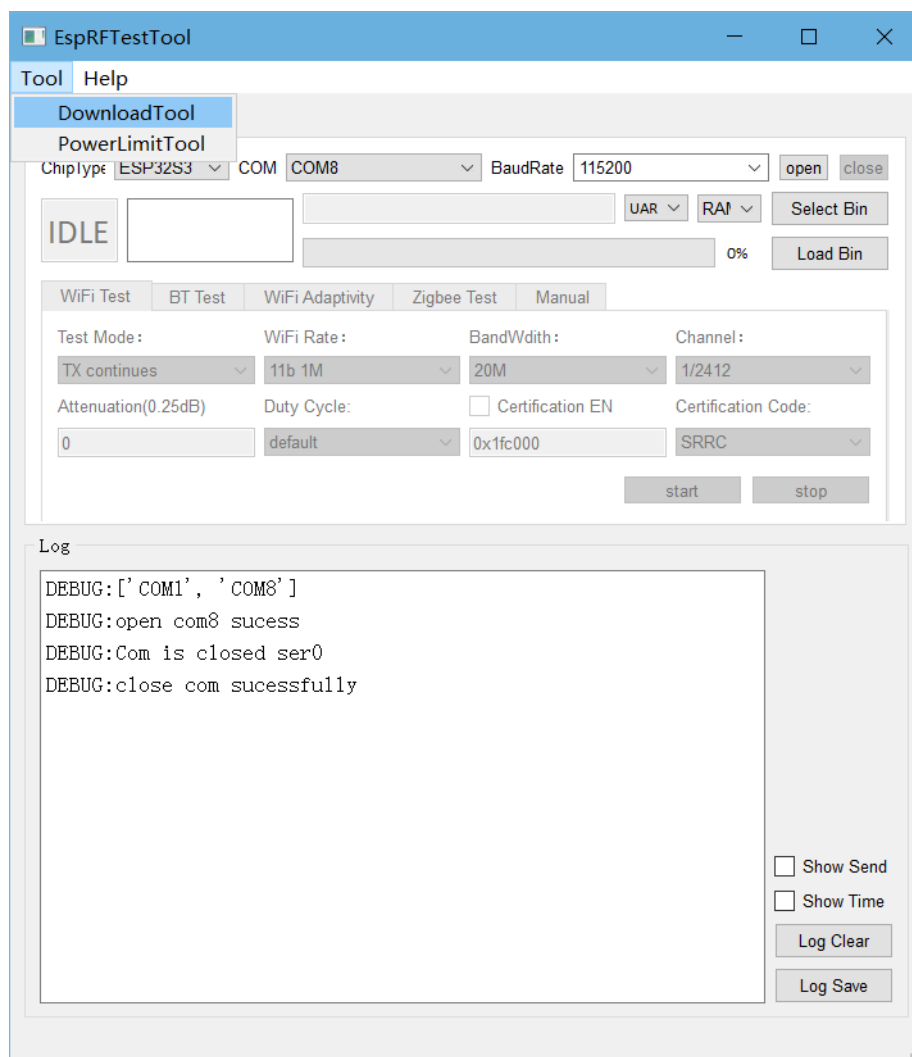 EspRFTestTool
Tool Help
DownloadTool
PowerLimitTool
ChipType ESP32S3 COM COM8 BaudRate 115200 open close
IDLE UAR RAM Select Bin
0% Load Bin
WiFi Test BT Test WiFi Adaptivity Zigbee Test Manual
Test Mode: WiFi Rate: BandWdith: Channel:
TX continues 11b 1M 20M 1/2412
Attenuation(0.25dB) Duty Cycle: Certification EN Certification Code:
0 default 0x1fc000 SRRC
start stop
Log
DEBUG:['COM1', 'COM8']
DEBUG:open com8 sucess
DEBUG:Com is closed ser0
DEBUG:close com sucessfully
Show Send
Show Time
Log Clear
Log Save